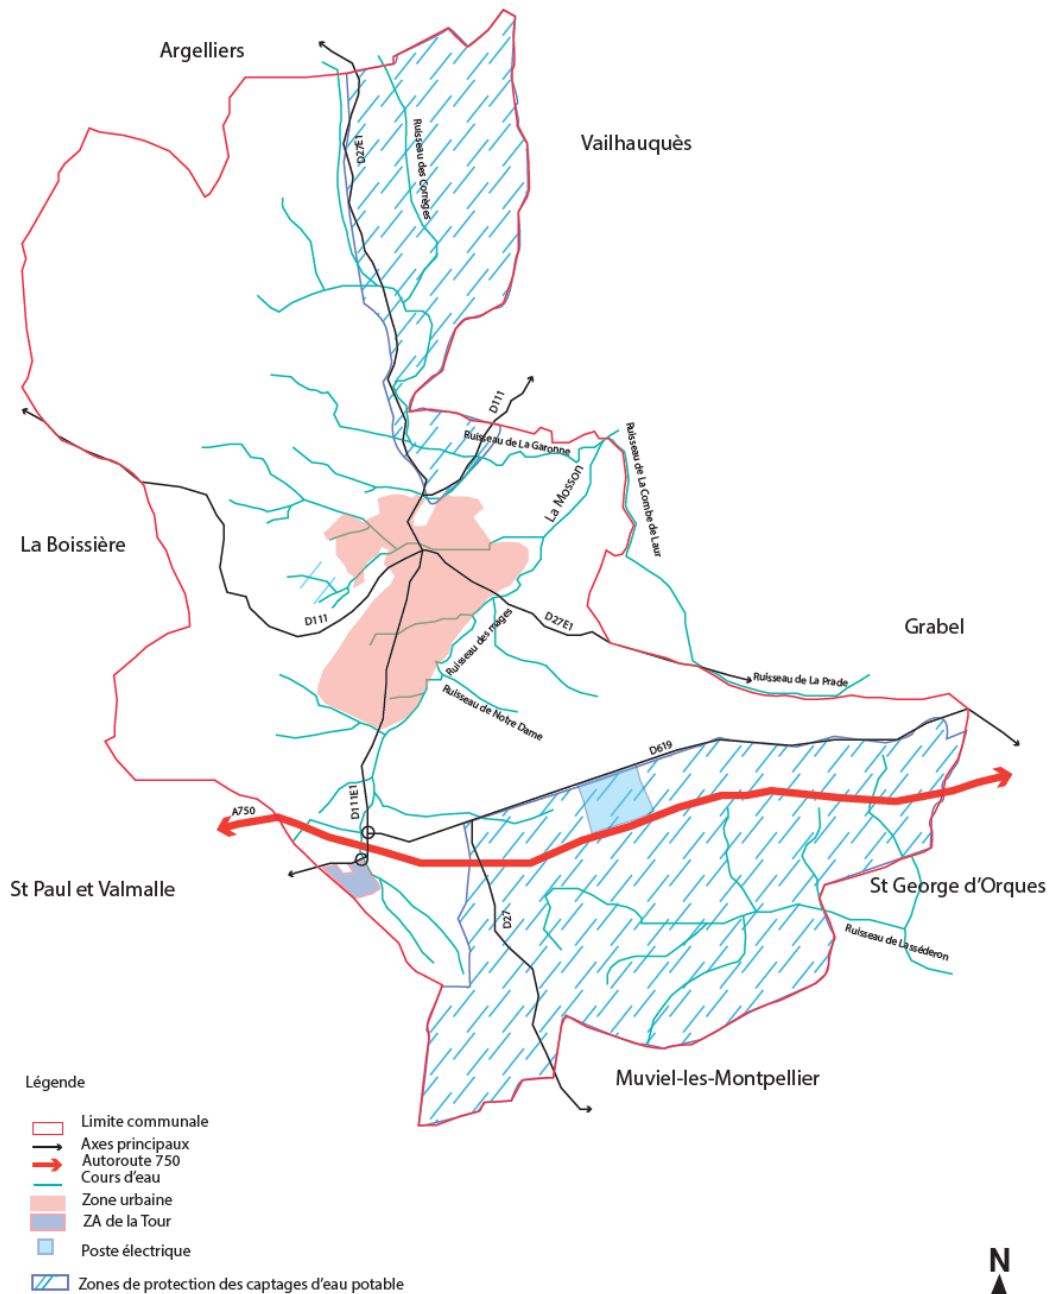 Argelliers
Vailhauquès
D27E1
Ruisseau des Corrèges
D111
Ruisseau de La Garonne
Ruisseau de La Combe de Laur
La Mosson
La Boissière
D111
D27E1
Grabel
Ruisseau des mages
Ruisseau de La Prade
Ruisseau de Notre Dame
D619
A750
D111E1
St Paul et Valmalle
St George d'Orques
D27
Ruisseau de Lasséderon
Muviel-les-Montpellier
Légende
Limite communale
Axes principaux
Autoroute 750
Cours d'eau
Zone urbaine
ZA de la Tour
Poste électrique
Zones de protection des captages d'eau potable
N